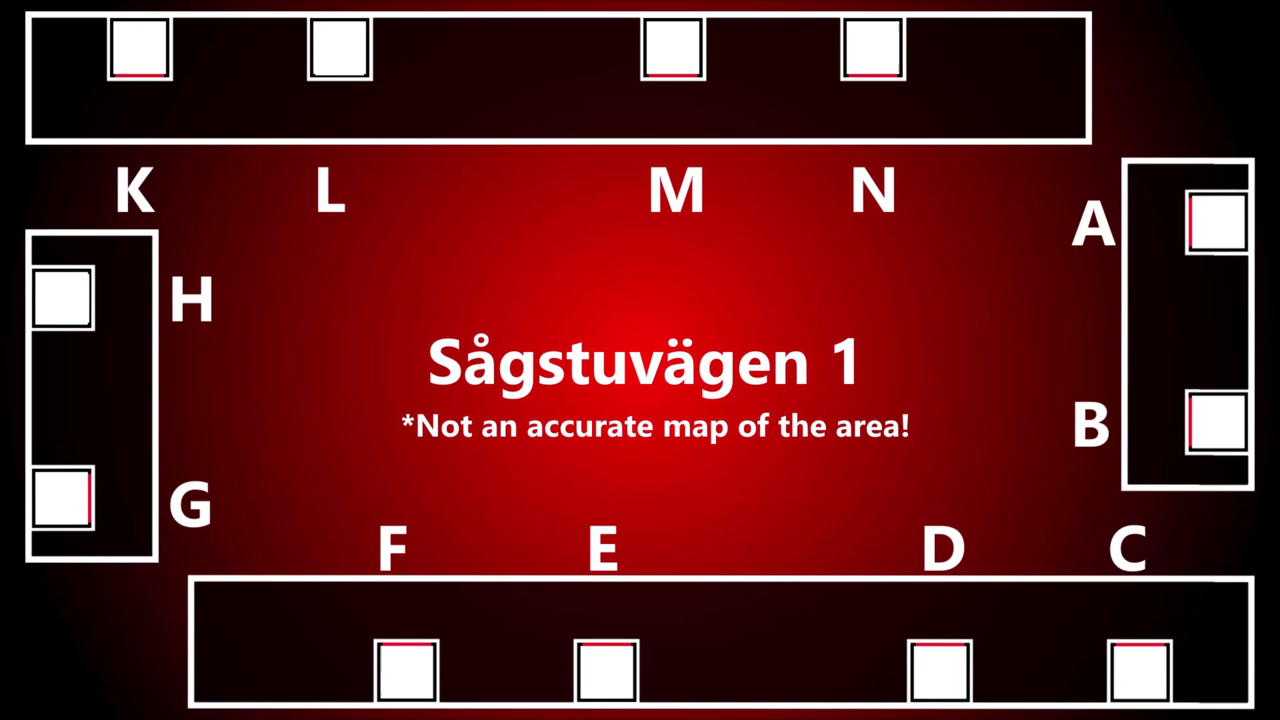 K L M N
A
H
Sågstuvägen 1
*Not an accurate map of the area!
B
G
F E D C